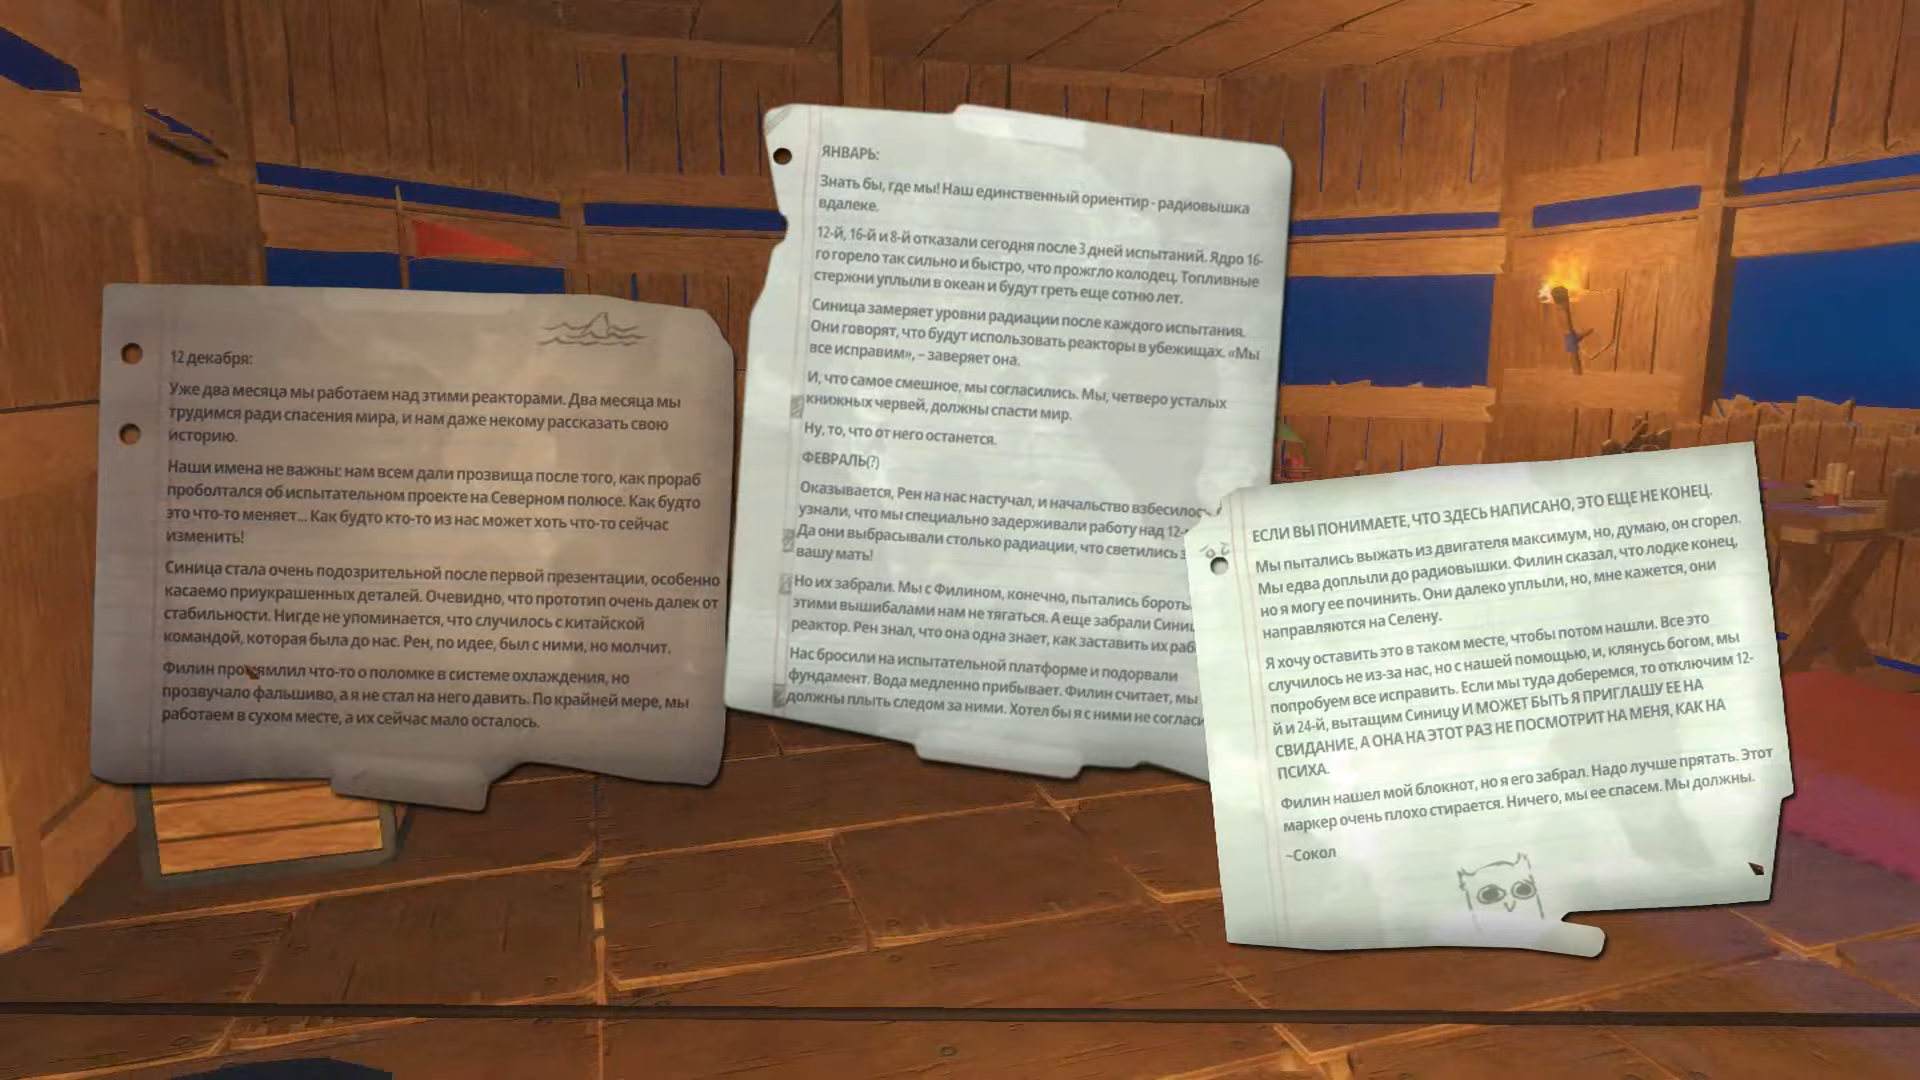 12 декабря:
Уже два месяца мы работаем над этими реакторами. Два месяца мы
трудимся ради спасения мира, и нам даже некому рассказать свою
историю.
Наши имена не важны: нам всем дали прозвища после того, как прораб
проболтался об испытательном проекте на Северном полюсе. Как будто
это что-то меняет... Как будто кто-то из нас может хоть что-то сейчас
изменить!
Синица стала очень подозрительной после первой презентации, особенно
касаемо приукрашенных деталей. Очевидно, что прототип очень далек от
стабильности. Нигде не упоминается, что случилось с китайской
командой, которая была до нас. Рен, по идее, был с ними, но молчит.
Филин что-то о поломке в системе охлаждения, но
прозвучало фальшиво, а я не стал на него давить. По крайней мере, мы
работаем в сухом месте, а их сейчас мало осталось.
ЯНВАРЬ:
Знать бы, где мы! Наш единственный ориентир - радиовышка
вдалеке.
12-й, 16-й и 8-й отказали сегодня после 3 дней испытаний. Ядро 16-
го горело так сильно и быстро, что прожгло колодец. Топливные
стержни уплыли в океан и будут греть еще сотню лет.
Синица замеряет уровни радиации после каждого испытания.
Они говорят, что будут использовать реакторы в убежищах. «Мы
все исправим», – заверяет она.
И, что самое смешное, мы согласились. Мы, четверо усталых
книжных червей, должны спасти мир.
Ну, то, что от него останется.
ФЕВРАЛЬ(?)
Оказывается, Рен на нас настучал, и начальство
узнали, что мы специально задерживали работу над 12-
Да они выбрасывали столько радиации, что светились
вашу мать!
Но их забрали. Мы с Филином, конечно, пытались
этими вышибалами нам не тягаться. А еще забрали
реактор. Рен знал, что она одна знает, как заставить их
Нас бросили на испытательной платформе и подорвали
фундамент. Вода медленно прибывает. Филин считает, мы
должны плыть следом за ними. Хотел бы я с ними не
ЕСЛИ ВЫ ПОНИМАЕТЕ, ЧТО ЗДЕСЬ НАПИСАНО, ЭТО ЕЩЕ НЕ КОНЕЦ.
Мы пытались выжать из двигателя максимум, но, думаю, он сгорел.
Мы едва доплыли до радиовышки. Филин сказал, что лодке конец,
но я могу ее починить. Они далеко уплыли, но, мне кажется, они
направляются на Селену.
Я хочу оставить это в таком месте, чтобы потом нашли. Все это
случилось не из-за нас, но с нашей помощью, и, клянусь богом, мы
попробуем все исправить. Если мы туда доберемся, то отключим 12-
й и 24-й, вытащим Синицу И МОЖЕТ БЫТЬ Я ПРИГЛАШУ ЕЕ НА
СВИДАНИЕ, А ОНА НА ЭТОТ РАЗ НЕ ПОСМОТРИТ НА МЕНЯ, КАК НА
ПСИХА.
Филин нашел мой блокнот, но я его забрал. Надо лучше прятать. Этот
маркер очень плохо стирается. Ничего, мы ее спасем. Мы должны.
~Сокол